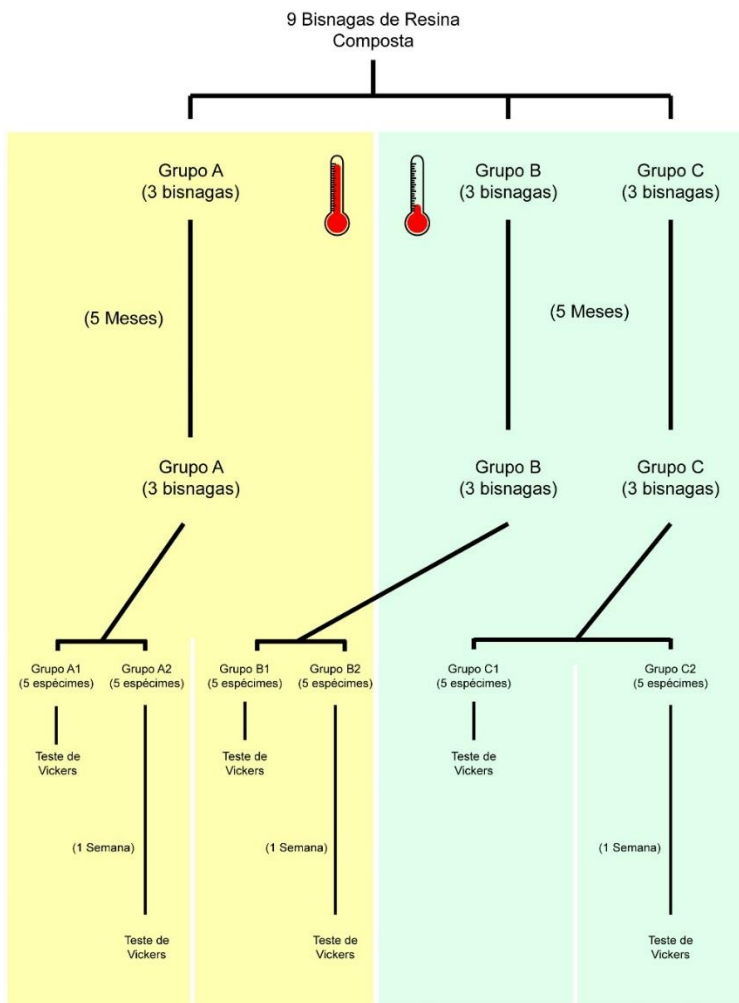 9 Bisnagas de Resina
Composta
Grupo A
(3 bisnagas)
Grupo B
(3 bisnagas)
Grupo C
(3 bisnagas)
(5 Meses)
(5 Meses)
Grupo A
(3 bisnagas)
Grupo B
(3 bisnagas)
Grupo C
(3 bisnagas)
Grupo A1
(5 espécimes)
Grupo A2
(5 espécimes)
Grupo B1
(5 espécimes)
Grupo B2
(5 espécimes)
Grupo C1
(5 espécimes)
Grupo C2
(5 espécimes)
Teste de
Vickers
Teste de
Vickers
Teste de
Vickers
(1 Semana)
(1 Semana)
(1 Semana)
Teste de
Vickers
Teste de
Vickers
Teste de
Vickers